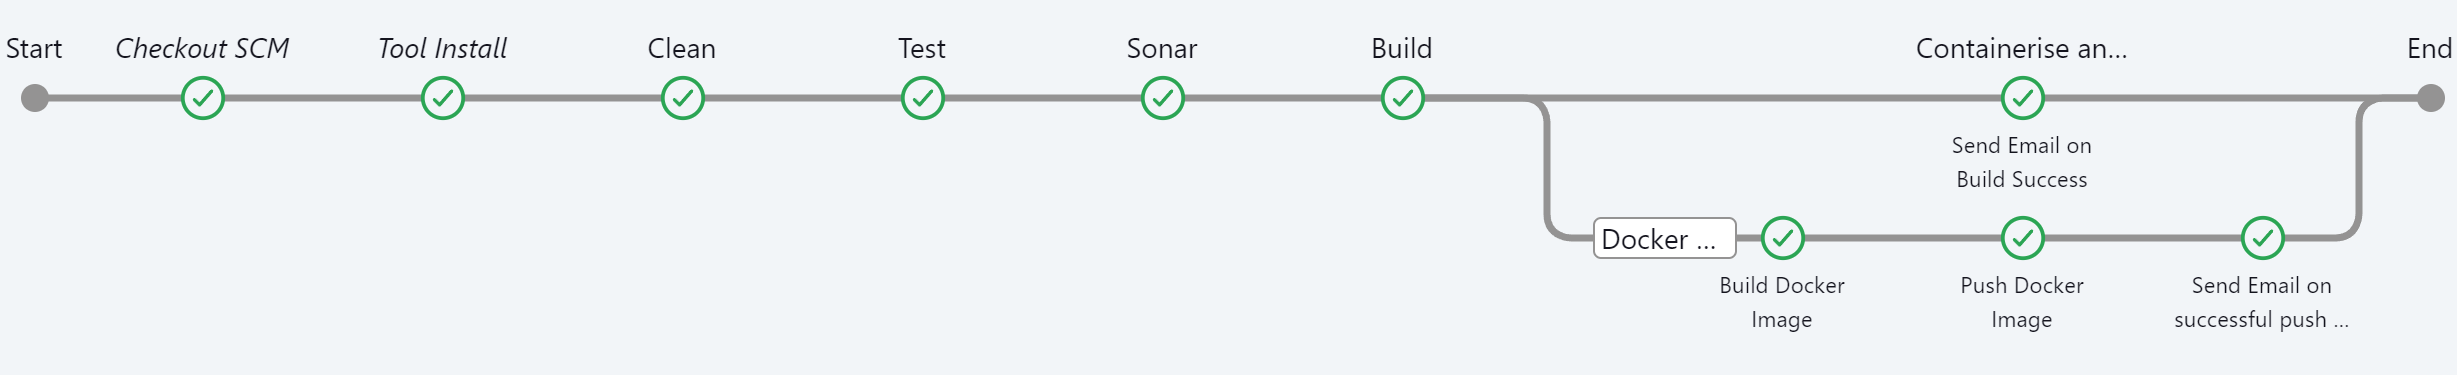 Start
Checkout SCM
Tool Install
Clean
Test
Sonar
Build
Containerise an...
End
Send Email on
Build Success
Docker ...
Build Docker
Image
Push Docker
Image
Send Email on
successful push ...